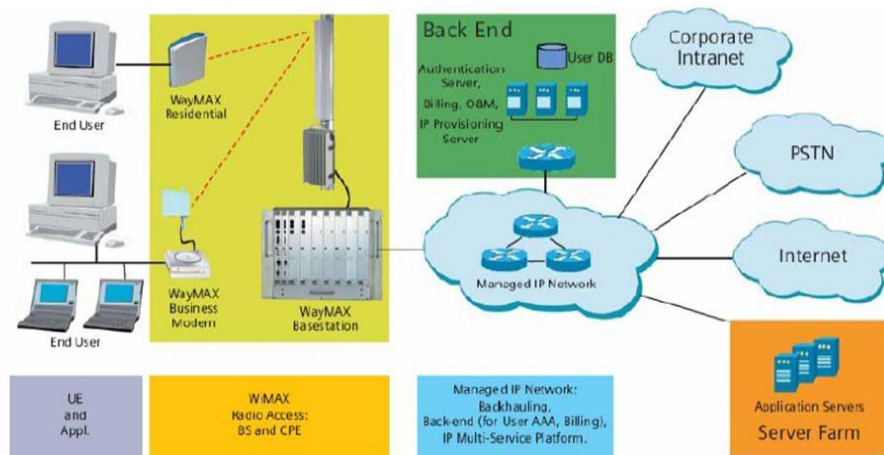 End User
WayMAX
Residential
End User
WayMAX
Business
Modem
WayMAX
Basestation
Back End
User DB
Authentication
Server,
Billing, O&M,
IP Provisioning
Server
Managed IP Network
Corporate
Intranet
PSTN
Internet
Application Servers
Server Farm
UE
and
Appl.
WiMAX
Radio Access:
BS and CPE
Managed IP Network:
Backhauling,
Back-end (for User AAA, Billing),
IP Multi-Service Platform.